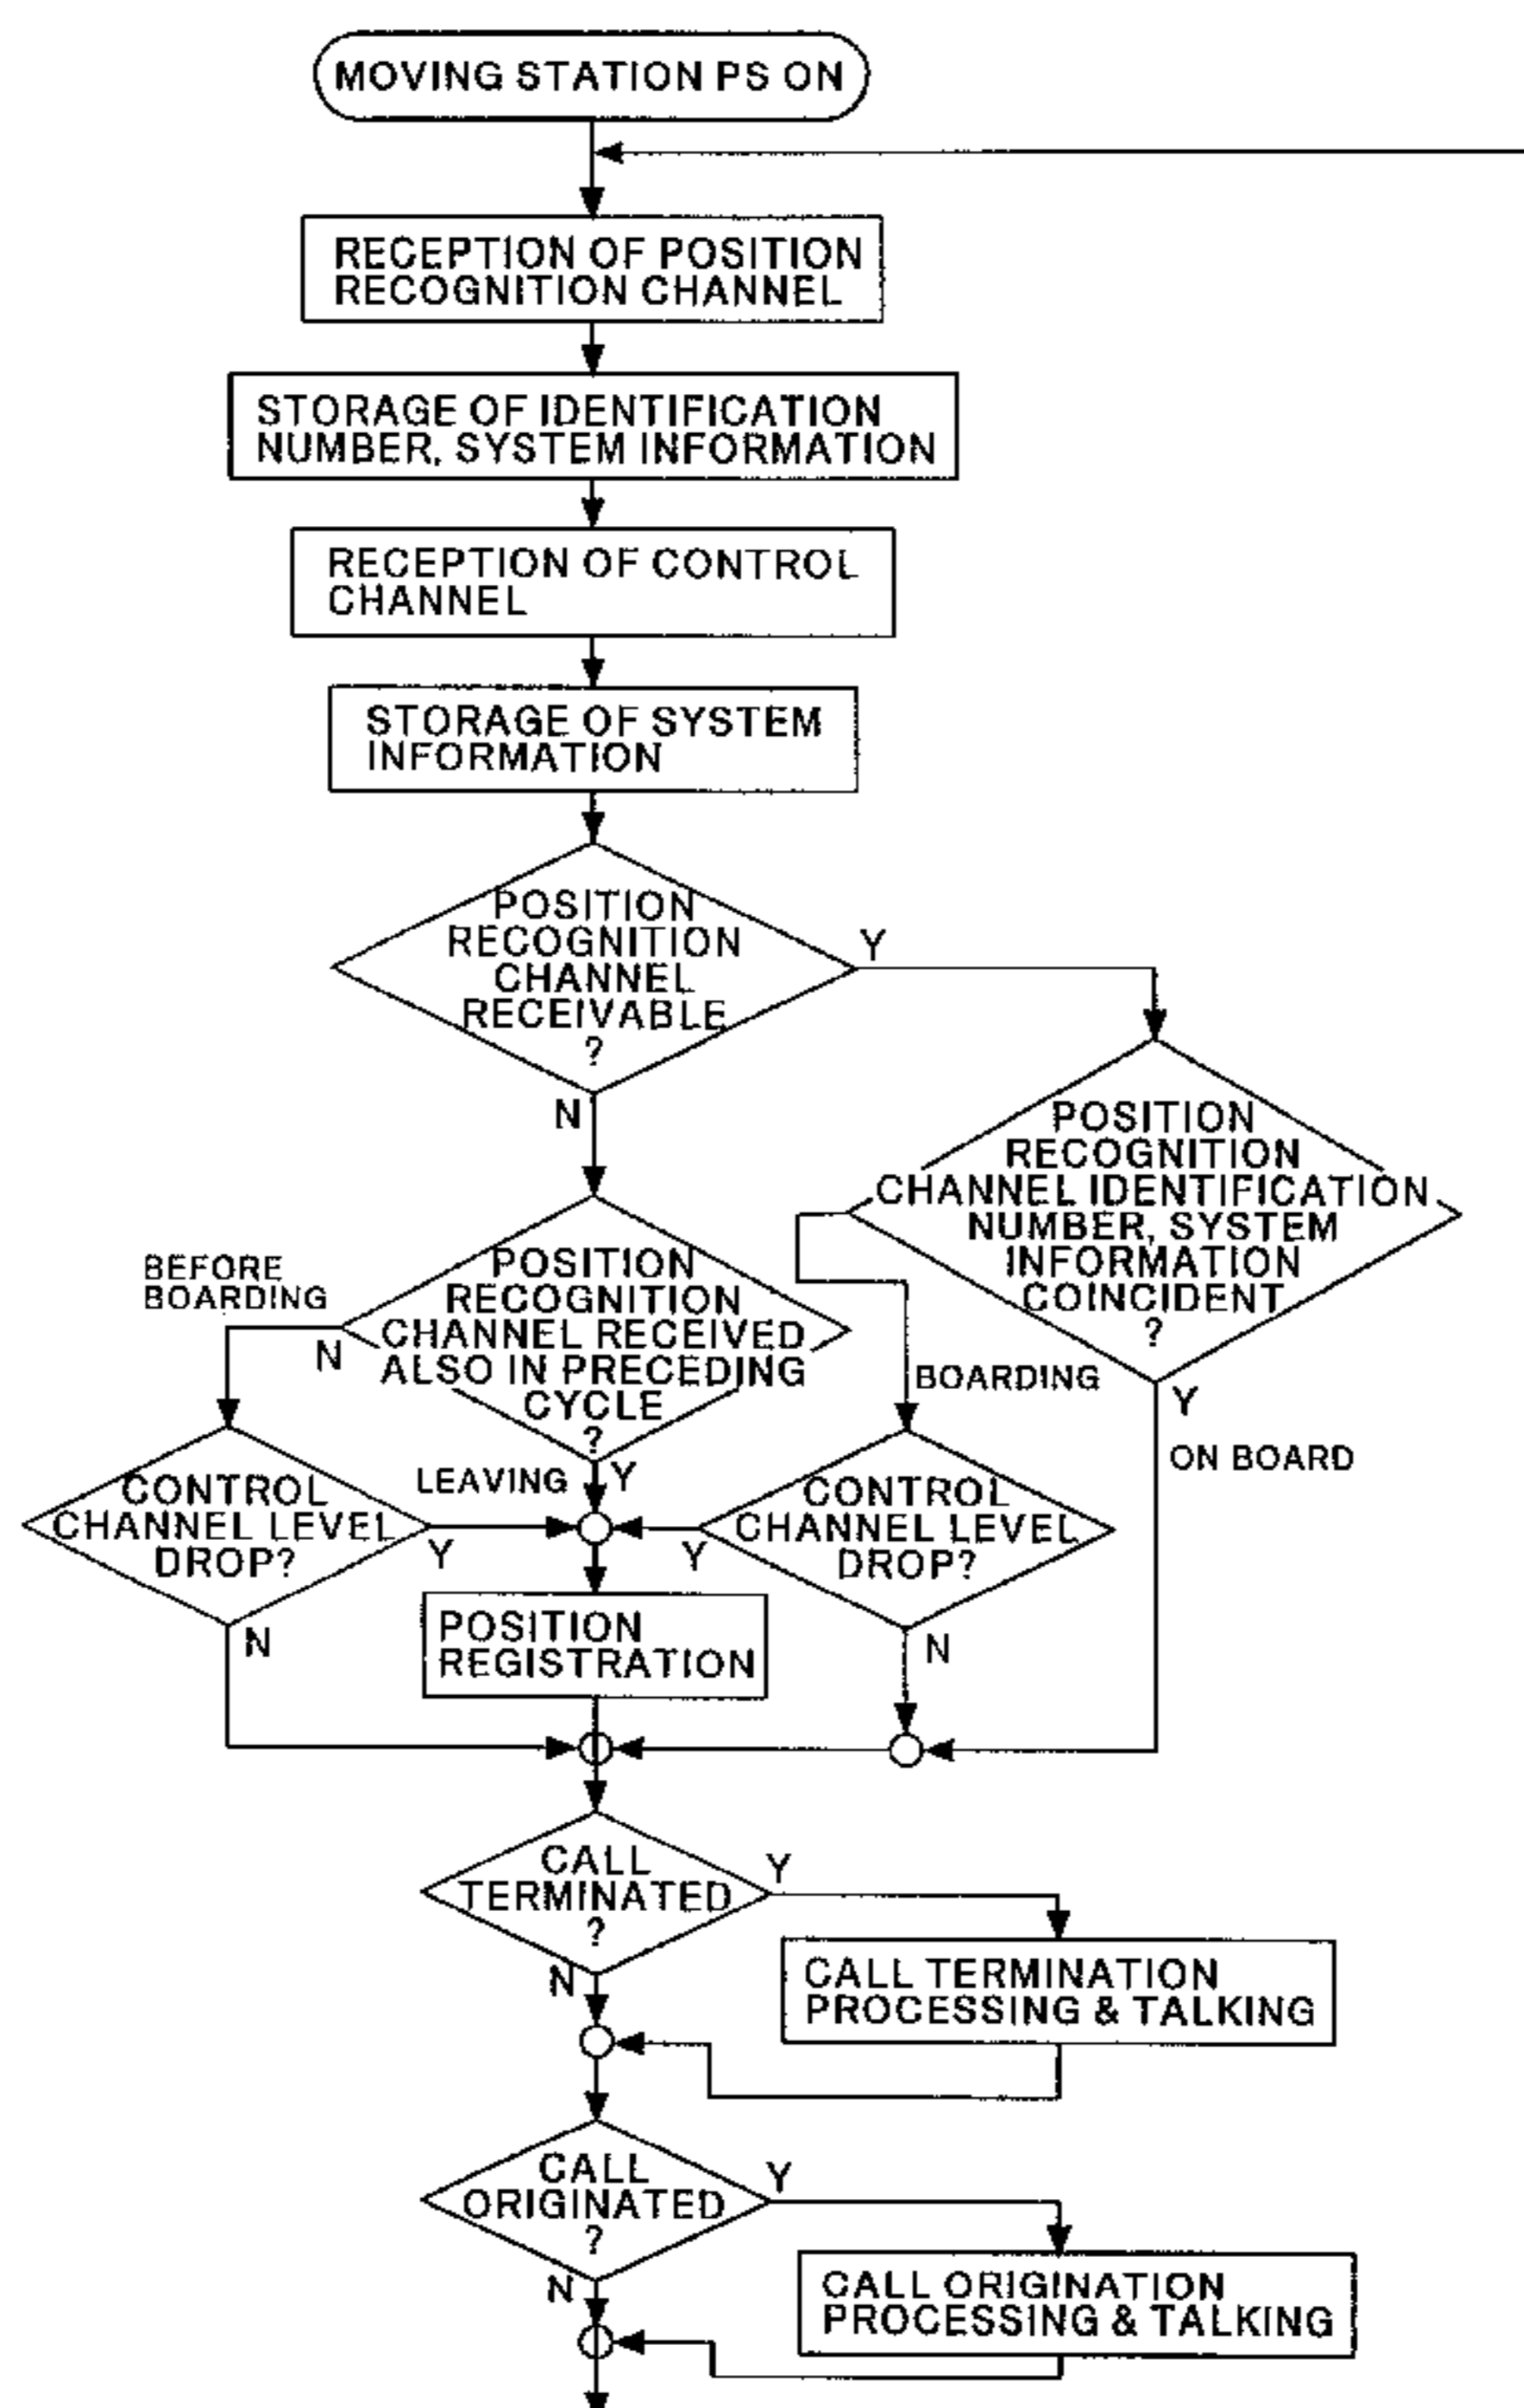 MOVING STATION PS ON
RECEPTION OF POSITION
RECOGNITION CHANNEL
STORAGE OF IDENTIFICATION
NUMBER, SYSTEM INFORMATION
RECEPTION OF CONTROL
CHANNEL
STORAGE OF SYSTEM
INFORMATION
POSITION
RECOGNITION
CHANNEL
RECEIVABLE
?
Y
N
POSITION
RECOGNITION
CHANNEL IDENTIFICATION
NUMBER, SYSTEM
INFORMATION
COINCIDENT
?
Y
ON BOARD
BOARDING
POSITION
RECOGNITION
CHANNEL RECEIVED
ALSO IN PRECEDING
CYCLE
?
BEFORE
BOARDING
N
LEAVING
Y
CONTROL
CHANNEL LEVEL
DROP?
Y
N
CONTROL
CHANNEL LEVEL
DROP?
Y
N
POSITION
REGISTRATION
CALL
TERMINATED
?
Y
N
CALL TERMINATION
PROCESSING & TALKING
CALL
ORIGINATED
?
Y
N
CALL ORIGINATION
PROCESSING & TALKING